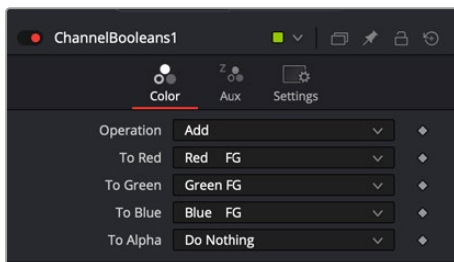 ChannelBooleans1
Z
Color Aux Settings
Operation Add
To Red Red FG
To Green Green FG
To Blue Blue FG
To Alpha Do Nothing